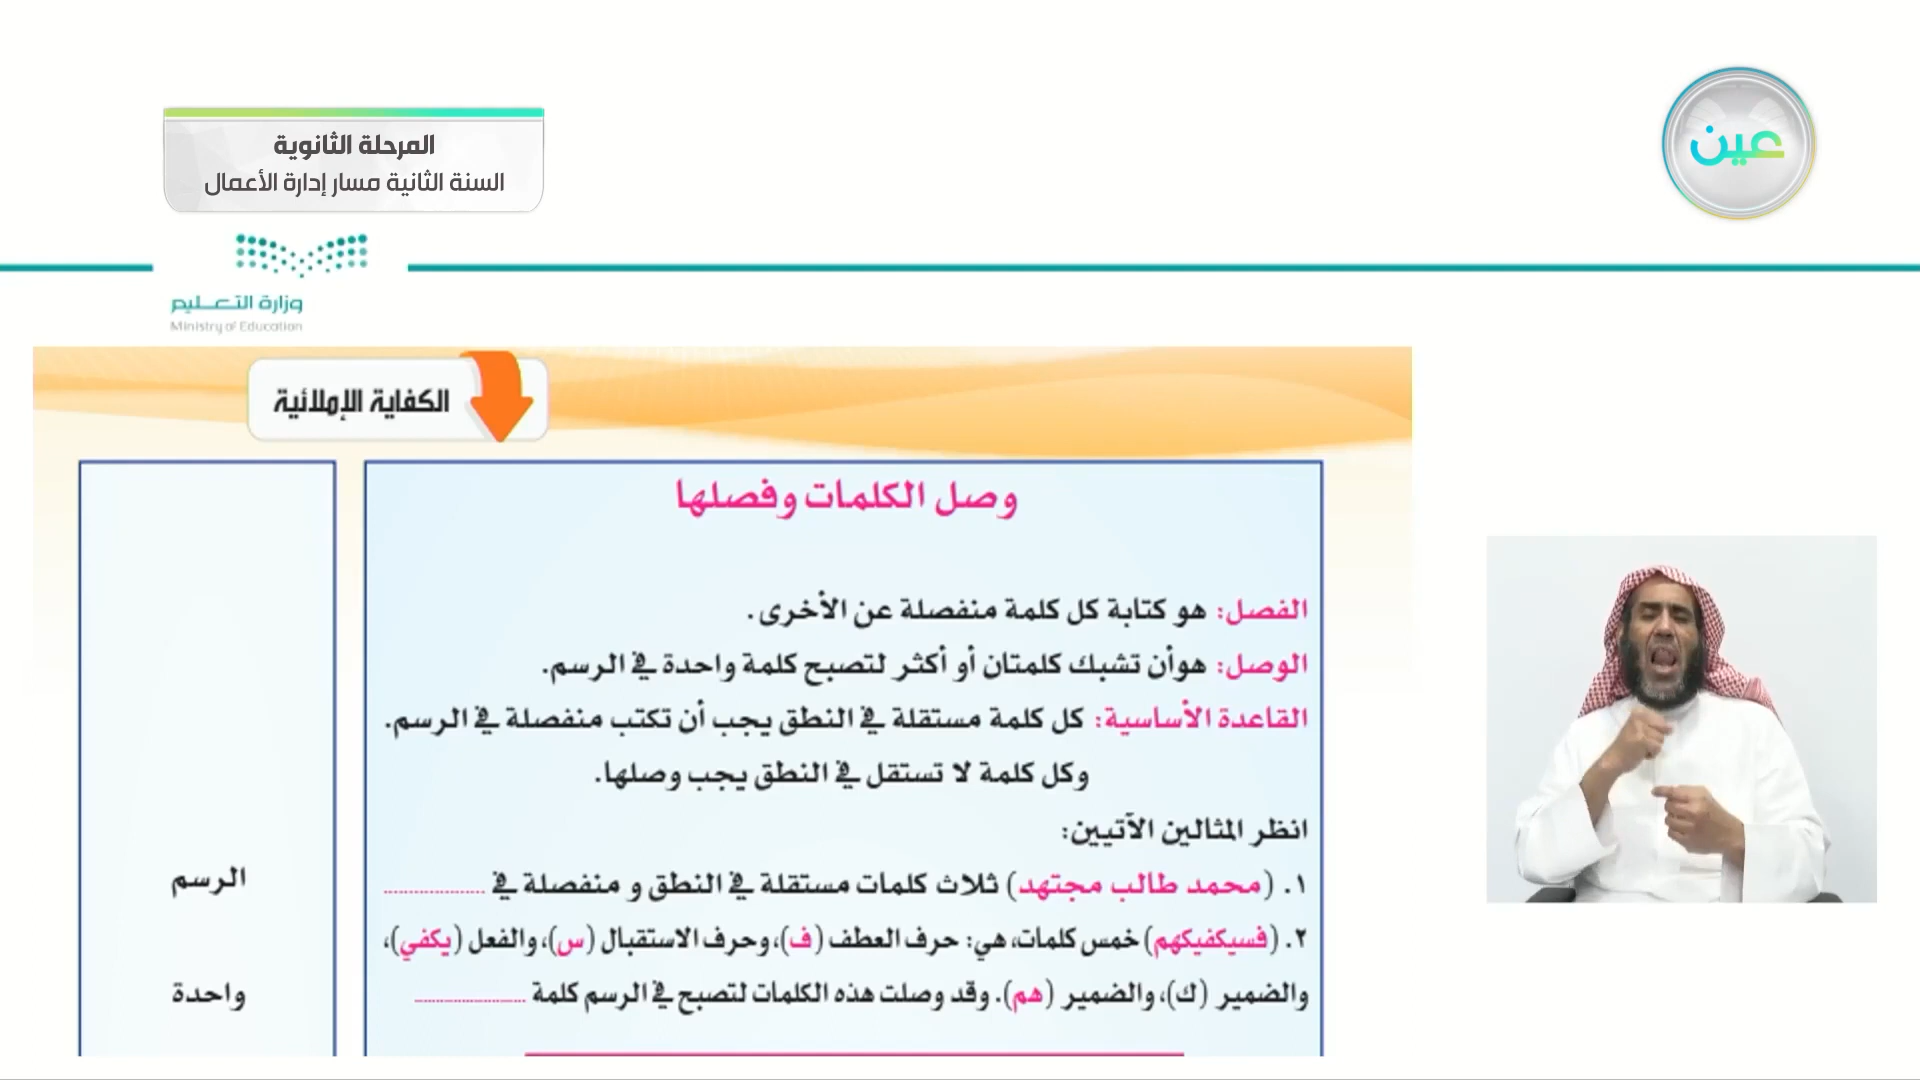 المرحلة الثانوية
السنة الثانية مسار إدارة الأعمال
عين
وزارة التعـليم
Ministry of Education
الكفاية الإملائية
وصل الكلمات وفصلها
الفصل: هو كتابة كل كلمة منفصلة عن الأخرى.
الوصل: هوأن تشبك كلمتان أو أكثر لتصبح كلمة واحدة في الرسم.
القاعدة الأساسية: كل كلمة مستقلة في النطق يجب أن تكتب منفصلة في الرسم.
وكل كلمة لا تستقل في النطق يجب وصلها.
انظر المثالين الآتيين:
١. (محمد طالب مجتهد) ثلاث كلمات مستقلة في النطق و منفصلة في ....................
الرسم
٢. (فسيكفيكهم) خمس كلمات، هي: حرف العطف (ف)، وحرف الاستقبال (س)، والفعل (يكفي)،
والضمير (ك)، والضمير (هم). وقد وصلت هذه الكلمات لتصبح في الرسم كلمة ....................
واحدة